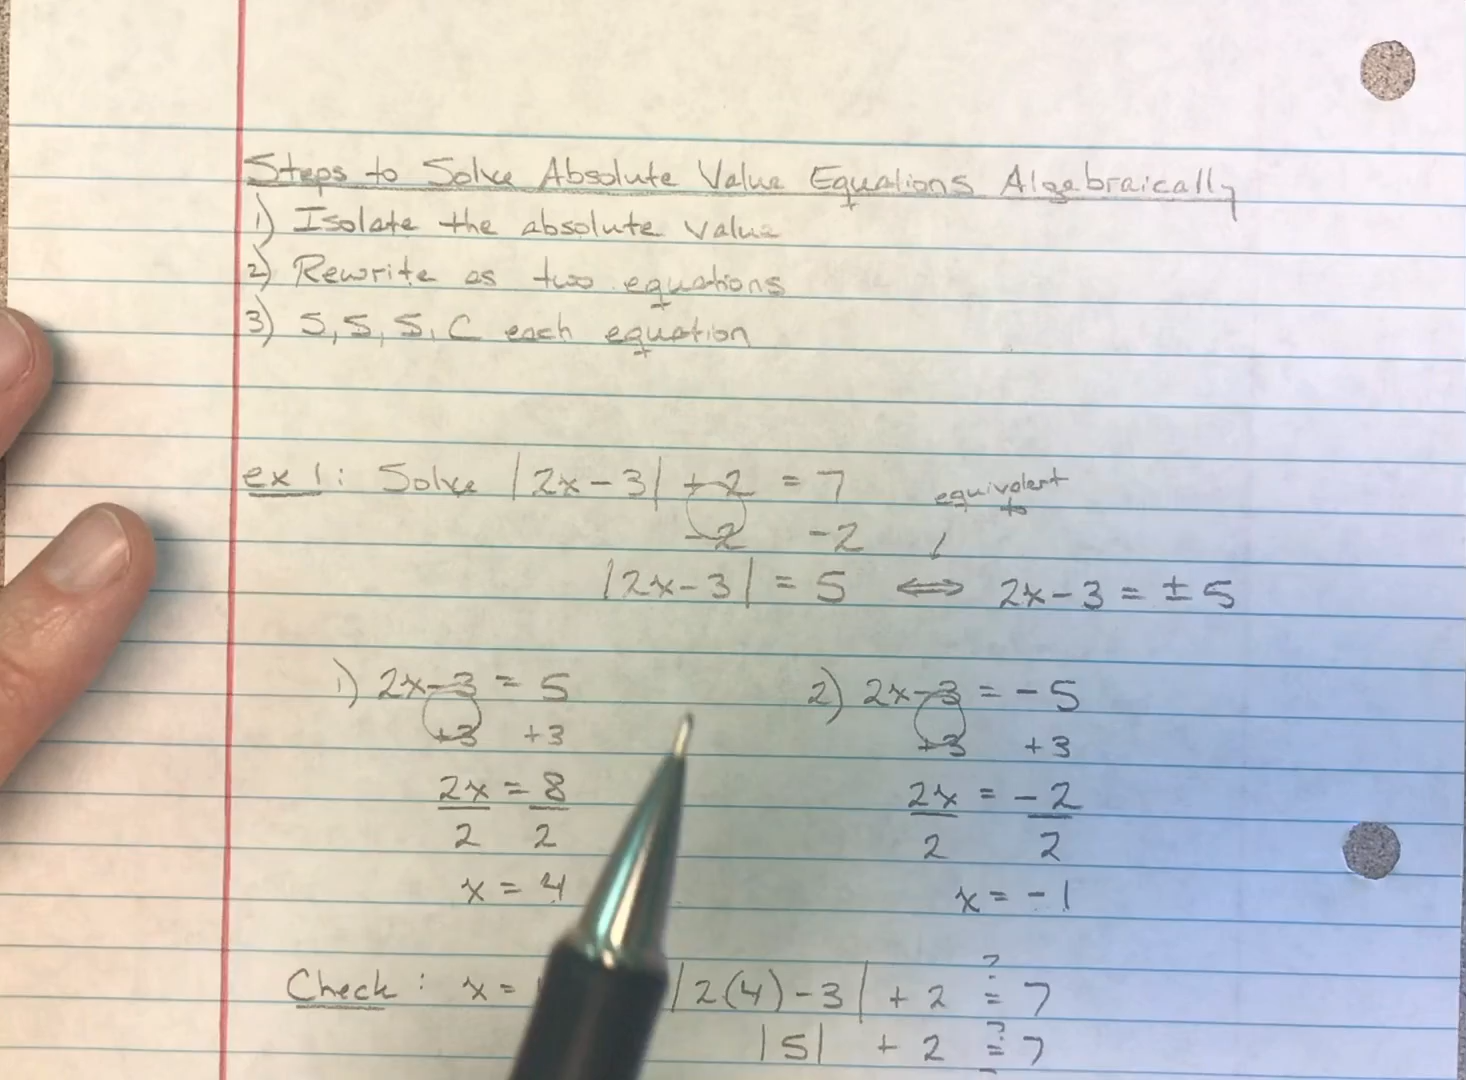 Steps to Solve Absolute Value Equations Algebraically
1) Isolate the absolute value
2) Rewrite as two equations
3) S, S, S, C each equation
ex 1: Solve |2x-3| + 2 = 7
equivalent to
-2 -2
|2x-3| = 5 ⟺ 2x-3 = ±5
1) 2x-3 = 5 2) 2x-3 = -5
+3 +3 +3 +3
2x = 8 2x = -2
2 2 2 2
x = 4 x = -1
Check: x = |2(4)-3| + 2 ≟ 7
|5| + 2 ≟ 7